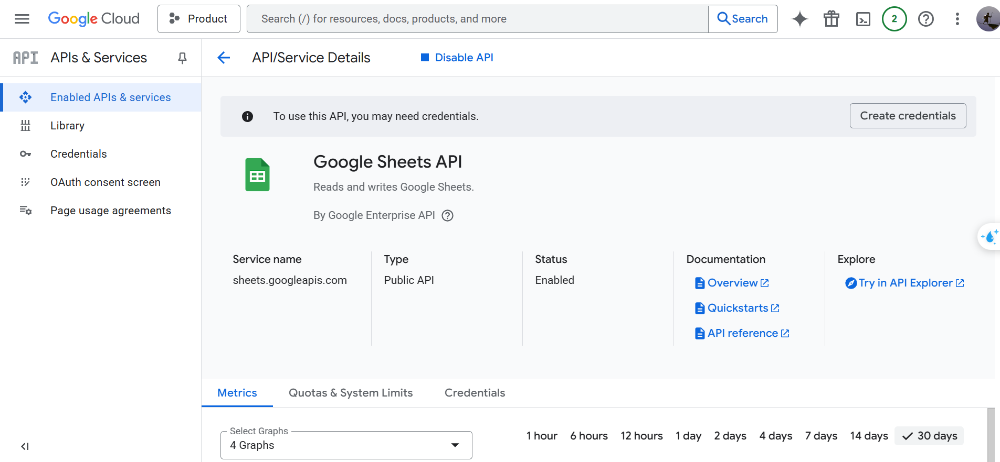 Google Cloud
Product
Search (/) for resources, docs, products, and more
Search
2
API
APIs & Services
API/Service Details
Disable API
Enabled APIs & services
Library
Credentials
OAuth consent screen
Page usage agreements
To use this API, you may need credentials.
Create credentials
Google Sheets API
Reads and writes Google Sheets.
By Google Enterprise API
Service name
sheets.googleapis.com
Type
Public API
Status
Enabled
Documentation
Overview
Quickstarts
API reference
Explore
Try in API Explorer
Metrics
Quotas & System Limits
Credentials
Select Graphs
4 Graphs
1 hour
6 hours
12 hours
1 day
2 days
4 days
7 days
14 days
30 days